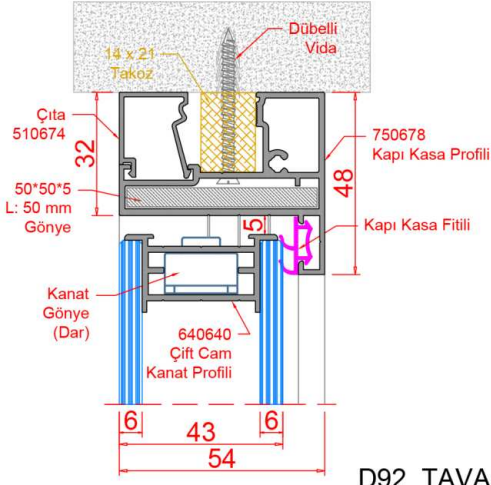 14 x 21
Takoz
Dübelli
Vida
Çıta
510674
750678
Kapı Kasa Profili
32
48
50*50*5
L: 50 mm
Gönye
5
Kapı Kasa Fitili
Kanat
Gönye
(Dar)
640640
Çift Cam
Kanat Profili
6
6
43
54
D92 TAVA